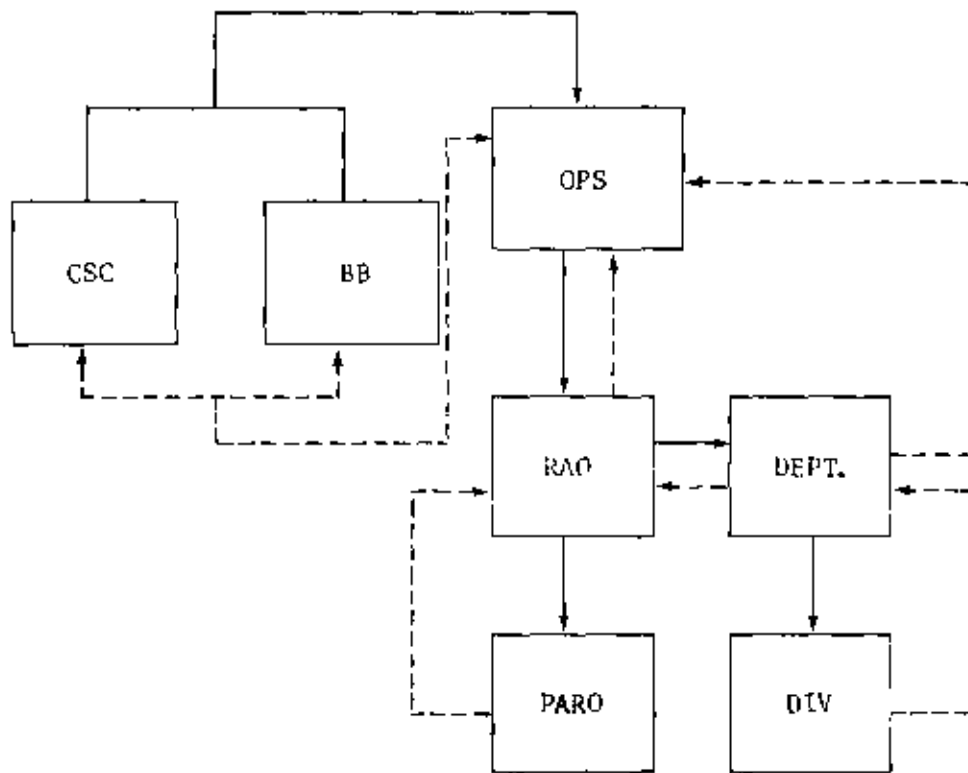 OPS
CSC
BB
RAO
DEPT.
PARO
DIV